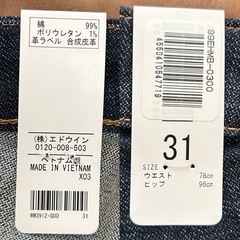 綿 99%
ポリウレタン 1%
革ラベル 合成皮革
(株)エドウイン
0120-008-503
ベトナム製
MADE IN VIETNAM
X03
MM3912-G00 31
4550410654719
31
SIZE
ウエスト 78cm
ヒップ 96cm